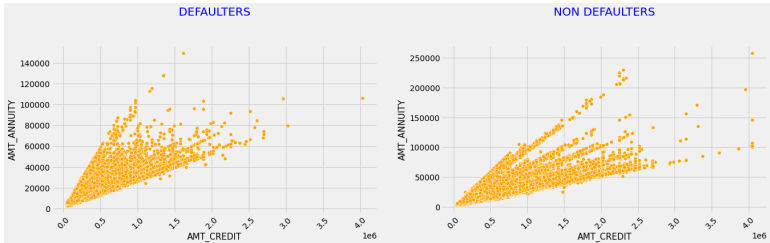 DEFAULTERS
AMT_ANNUITY
140000
120000
100000
80000
60000
40000
20000
0
0.0 0.5 1.0 1.5 2.0 2.5 3.0 3.5 4.0
AMT_CREDIT
1e6
NON DEFAULTERS
AMT_ANNUITY
250000
200000
150000
100000
50000
0
0.0 0.5 1.0 1.5 2.0 2.5 3.0 3.5 4.0
AMT_CREDIT
1e6